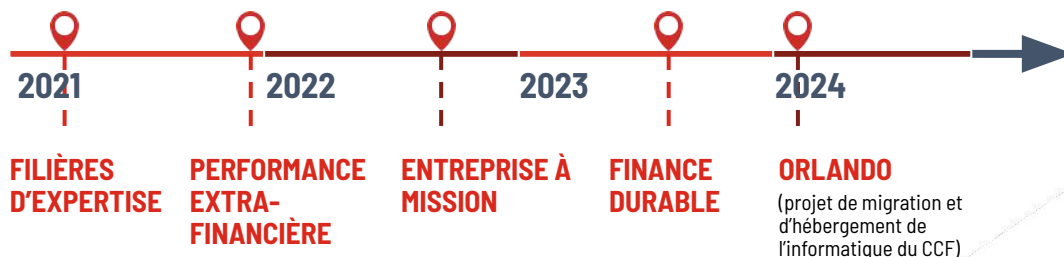 2021
2022
2023
2024
FILIÈRES
D'EXPERTISE
PERFORMANCE
EXTRA-
FINANCIÈRE
ENTREPRISE À
MISSION
FINANCE
DURABLE
ORLANDO
(projet de migration et
d'hébergement de
l'informatique du CCF)